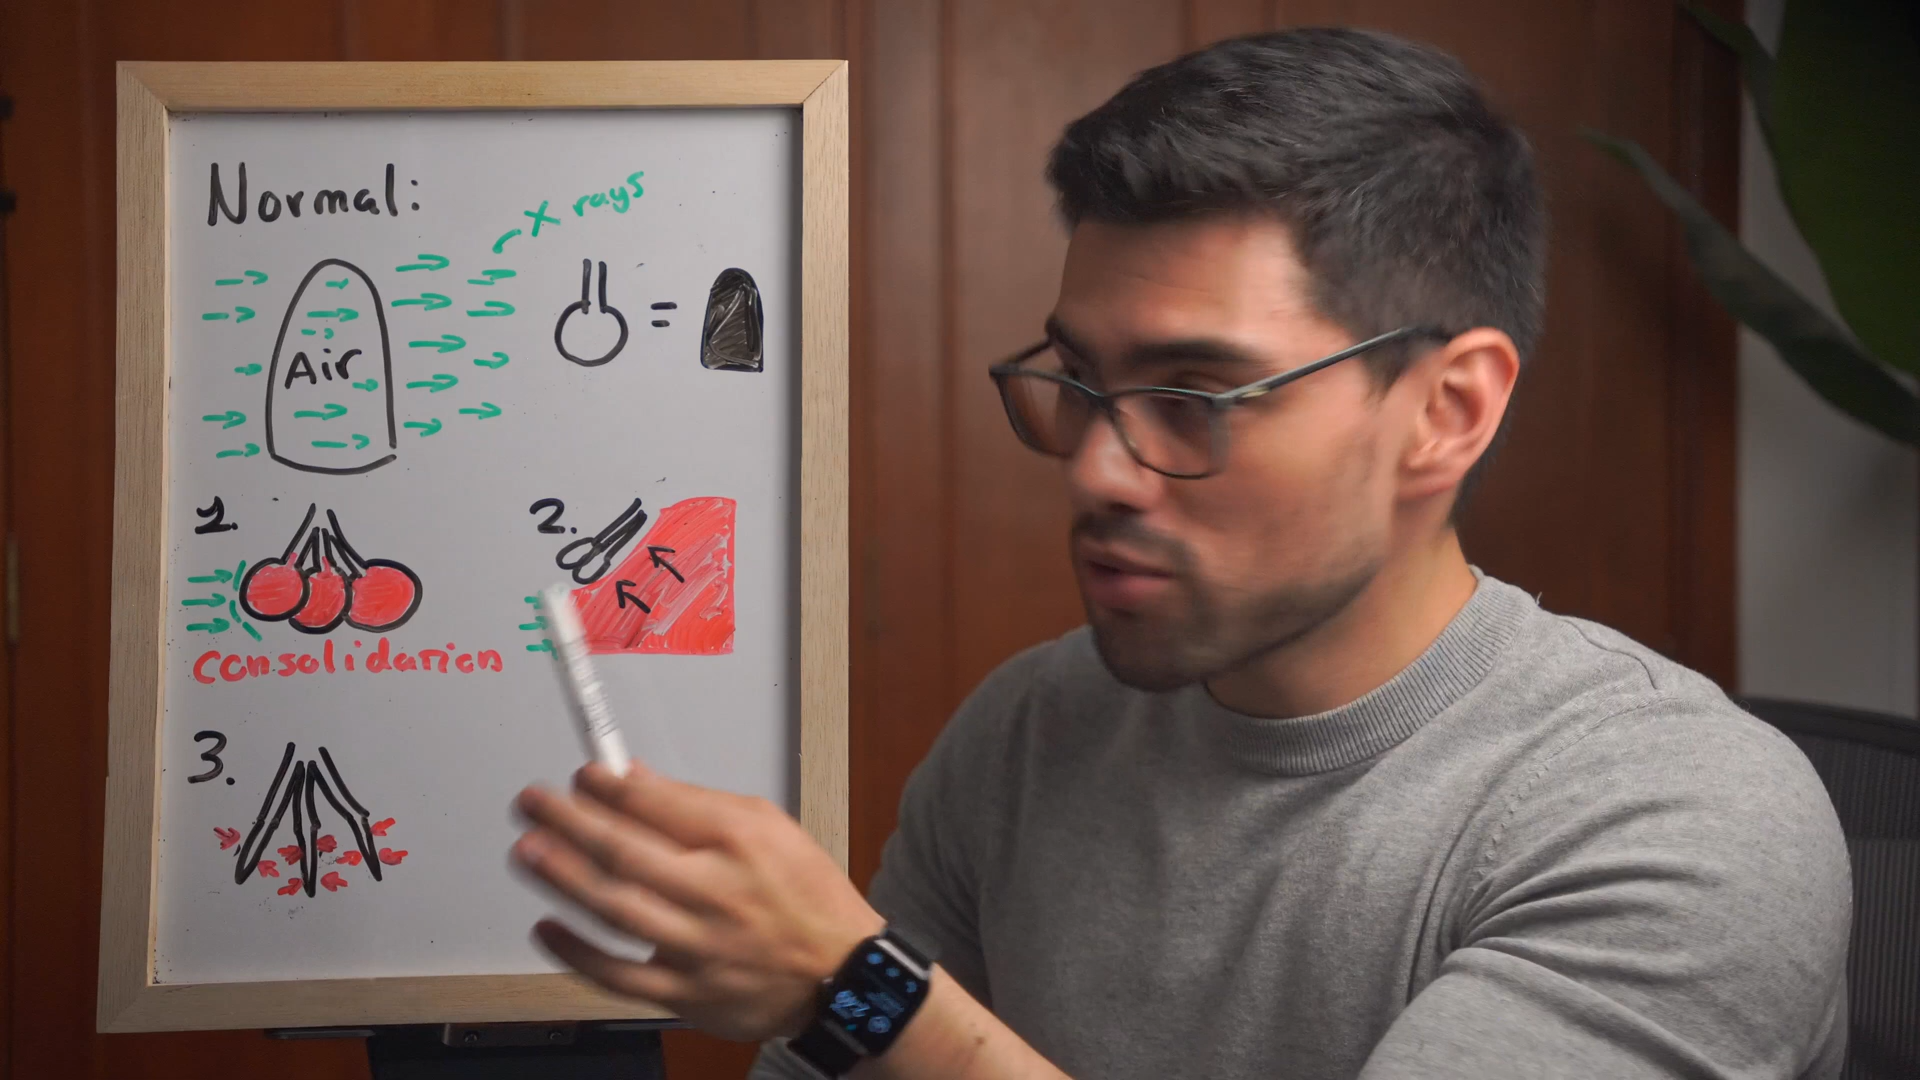 Normal:
X rays
Air
=
1.
2.
consolidation
3.